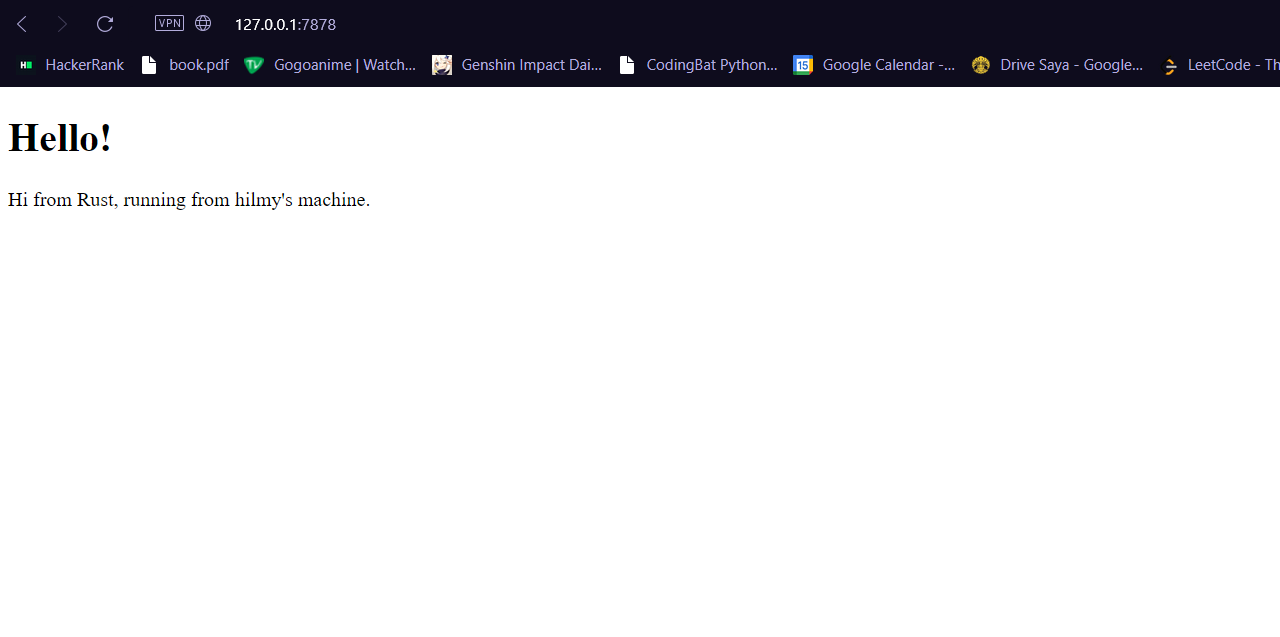 VPN 127.0.0.1:7878
HackerRank book.pdf Gogoanime | Watch... Genshin Impact Dai... CodingBat Python... 15 Google Calendar -... Drive Saya - Google... LeetCode - Th
Hello!
Hi from Rust, running from hilmy's machine.